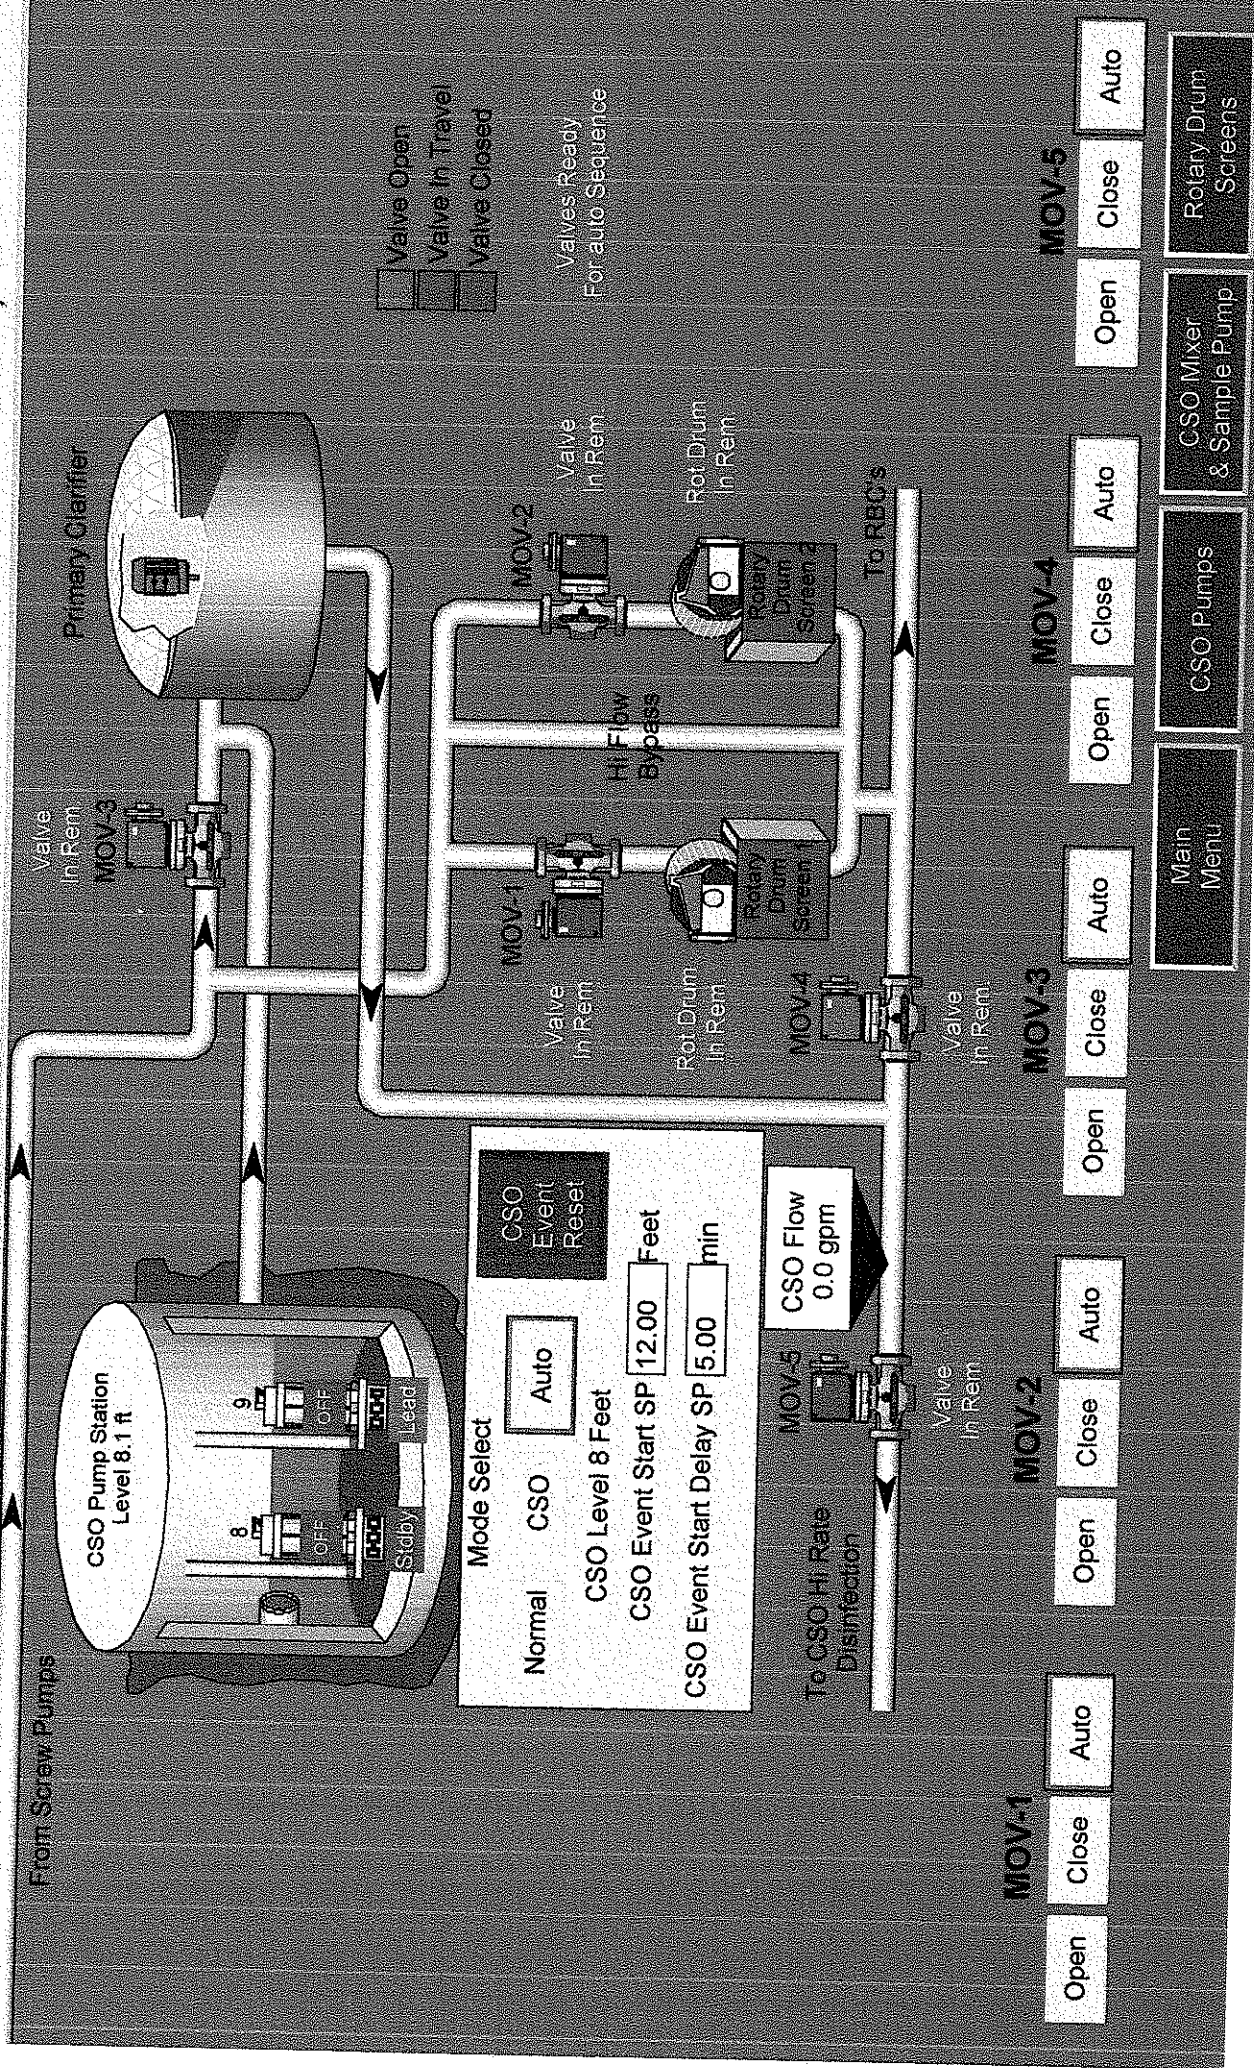 From Screw Pumps
CSO Pump Station
Level 8.1 ft
8
9
OFF
OFF
Stdby
Lead
Valve
In Rem
MOV-3
Primary Clarifier
Valve Open
Valve In Travel
Valve Closed
Valves Ready
For auto Sequence
Mode Select
Normal
CSO
Auto
CSO
Event
Reset
CSO Level 8 Feet
CSO Event Start SP 12.00 Feet
CSO Event Start Delay SP 5.00 min
Valve
In Rem
MOV-1
Hi Flow
Bypass
MOV-2
Valve
In Rem
Rot Drum
In Rem
Rotary
Drum
Screen 1
Rotary
Drum
Screen 2
Rot Drum
In Rem
CSO Flow
0.0 gpm
To CSO Hi Rate
Disinfection
MOV-5
Valve
In Rem
MOV-4
Valve
In Rem
To RBC's
MOV-1
Open
Close
Auto
MOV-2
Open
Close
Auto
MOV-3
Open
Close
Auto
MOV-4
Open
Close
Auto
MOV-5
Open
Close
Auto
Main
Menu
CSO Pumps
CSO Mixer
& Sample Pump
Rotary Drum
Screens